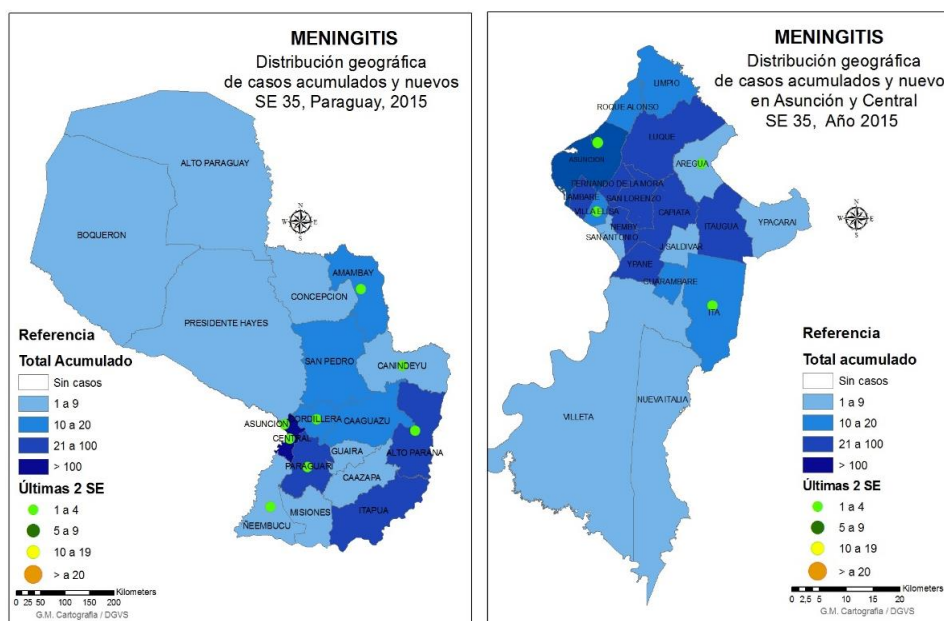 MENINGITIS
Distribución geográfica
de casos acumulados y nuevos
SE 35, Paraguay, 2015
ALTO PARAGUAY
BOQUERON
PRESIDENTE HAYES
AMAMBAY
CONCEPCION
SAN PEDRO
CANINDEYU
ASUNCION
CORDILLERA
CAAGUAZU
CENTRAL
GUAIRA
ALTO PARANA
PARAGUARI
CAAZAPA
MISIONES
ITAPUA
ÑEEMBUCU
N
W
E
S
Referencia
Total Acumulado
Sin casos
1 a 9
10 a 20
21 a 100
> 100
Últimas 2 SE
1 a 4
5 a 9
10 a 19
> a 20
Kilometers
0 25 50 100 150 200
G.M. Cartografia / DGVS
MENINGITIS
Distribución geográfica
de casos acumulados y nuevo
en Asunción y Central
SE 35, Año 2015
LIMPIO
ROQUE ALONSO
LUQUE
ASUNCION
AREGUA
FERNANDO DE LA MORA
LAMBARE
SAN LORENZO
VILLA ELISA
CAPIATA
ITAUGUA
YPACARAI
ÑEMBY
SAN ANTONIO
J.SALDIVAR
YPANE
GUARAMBARE
ITA
NUEVA ITALIA
VILLETA
N
W
E
S
Referencia
Total acumulado
Sin casos
1 a 9
10 a 20
21 a 100
> 100
Últimas 2 SE
1 a 4
5 a 9
10 a 19
> a 20
Kilometers
0 2,5 5 10 15 20
G.M. Cartografia / DGVS